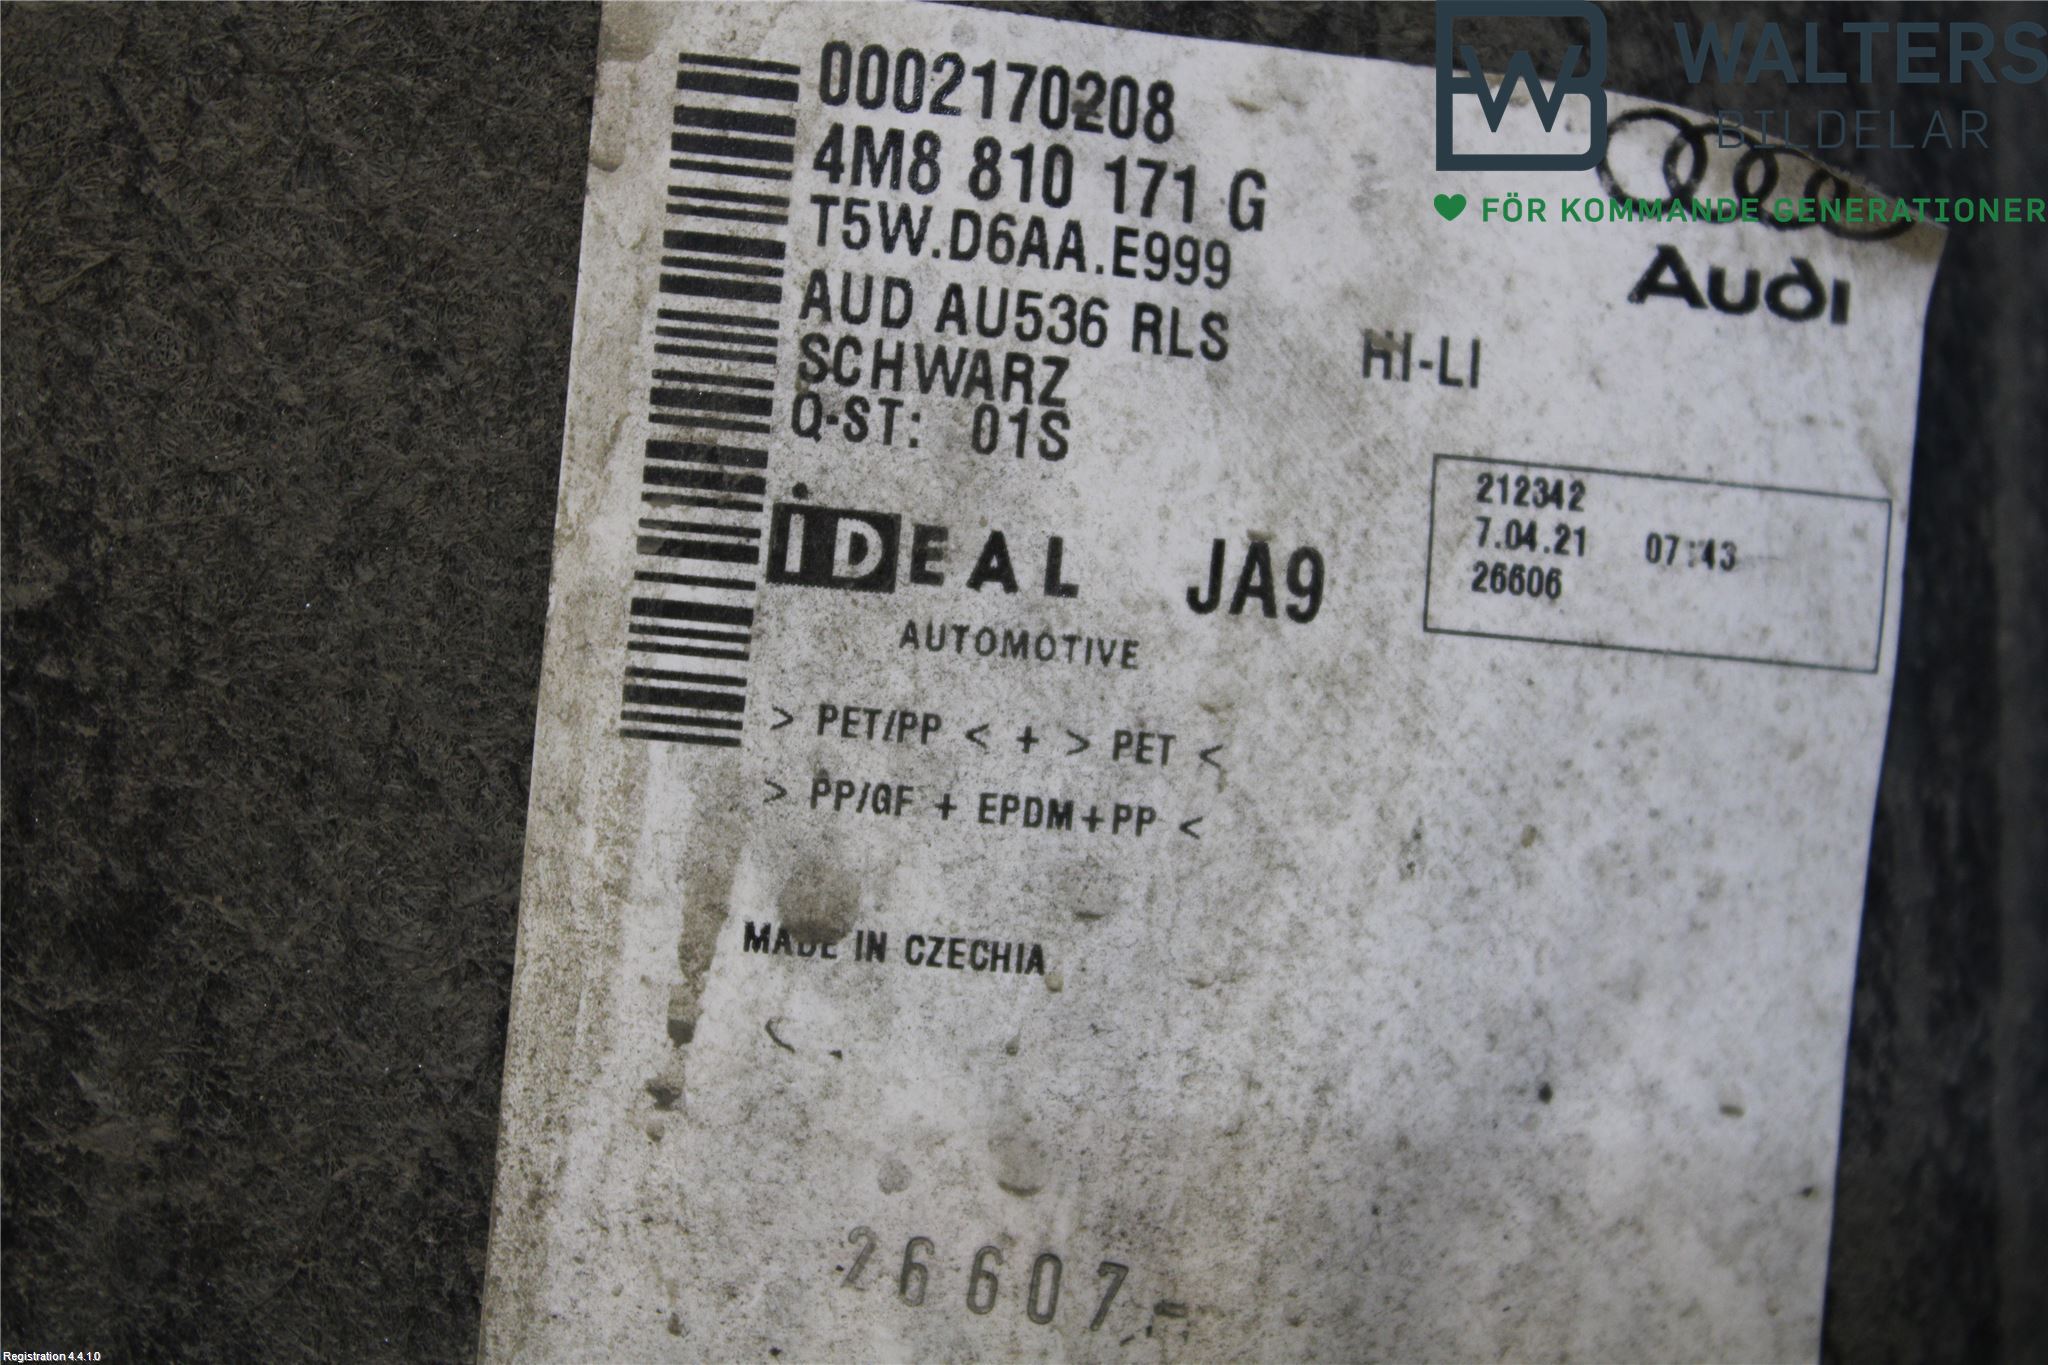 0002170208
4M8 810 171 G
T5W.D6AA.E999
AUD AU536 RLS
SCHWARZ
HI-LI
Q-ST: 01S
Audi
212342
7.04.21 07:43
26606
IDEAL JA9
AUTOMOTIVE
> PET/PP < + > PET <
> PP/GF + EPDM+PP <
MADE IN CZECHIA
26607
WALTERS
BILDELAR
FÖR KOMMANDE GENERATIONER
Registration 4.4.1.0